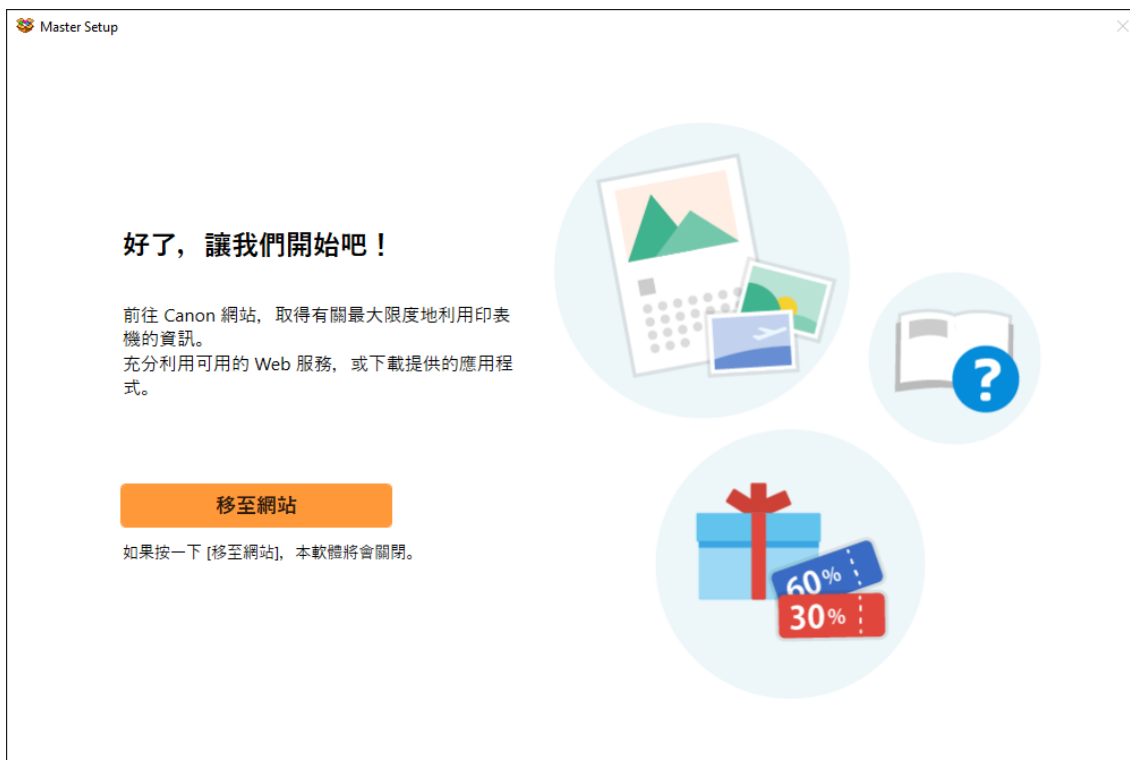 Master Setup
好了，讓我們開始吧！
前往 Canon 網站，取得有關最大限度地利用印表
機的資訊。
充分利用可用的 Web 服務，或下載提供的應用程
式。
移至網站
如果按一下 [移至網站]，本軟體將會關閉。
?
60%
30%